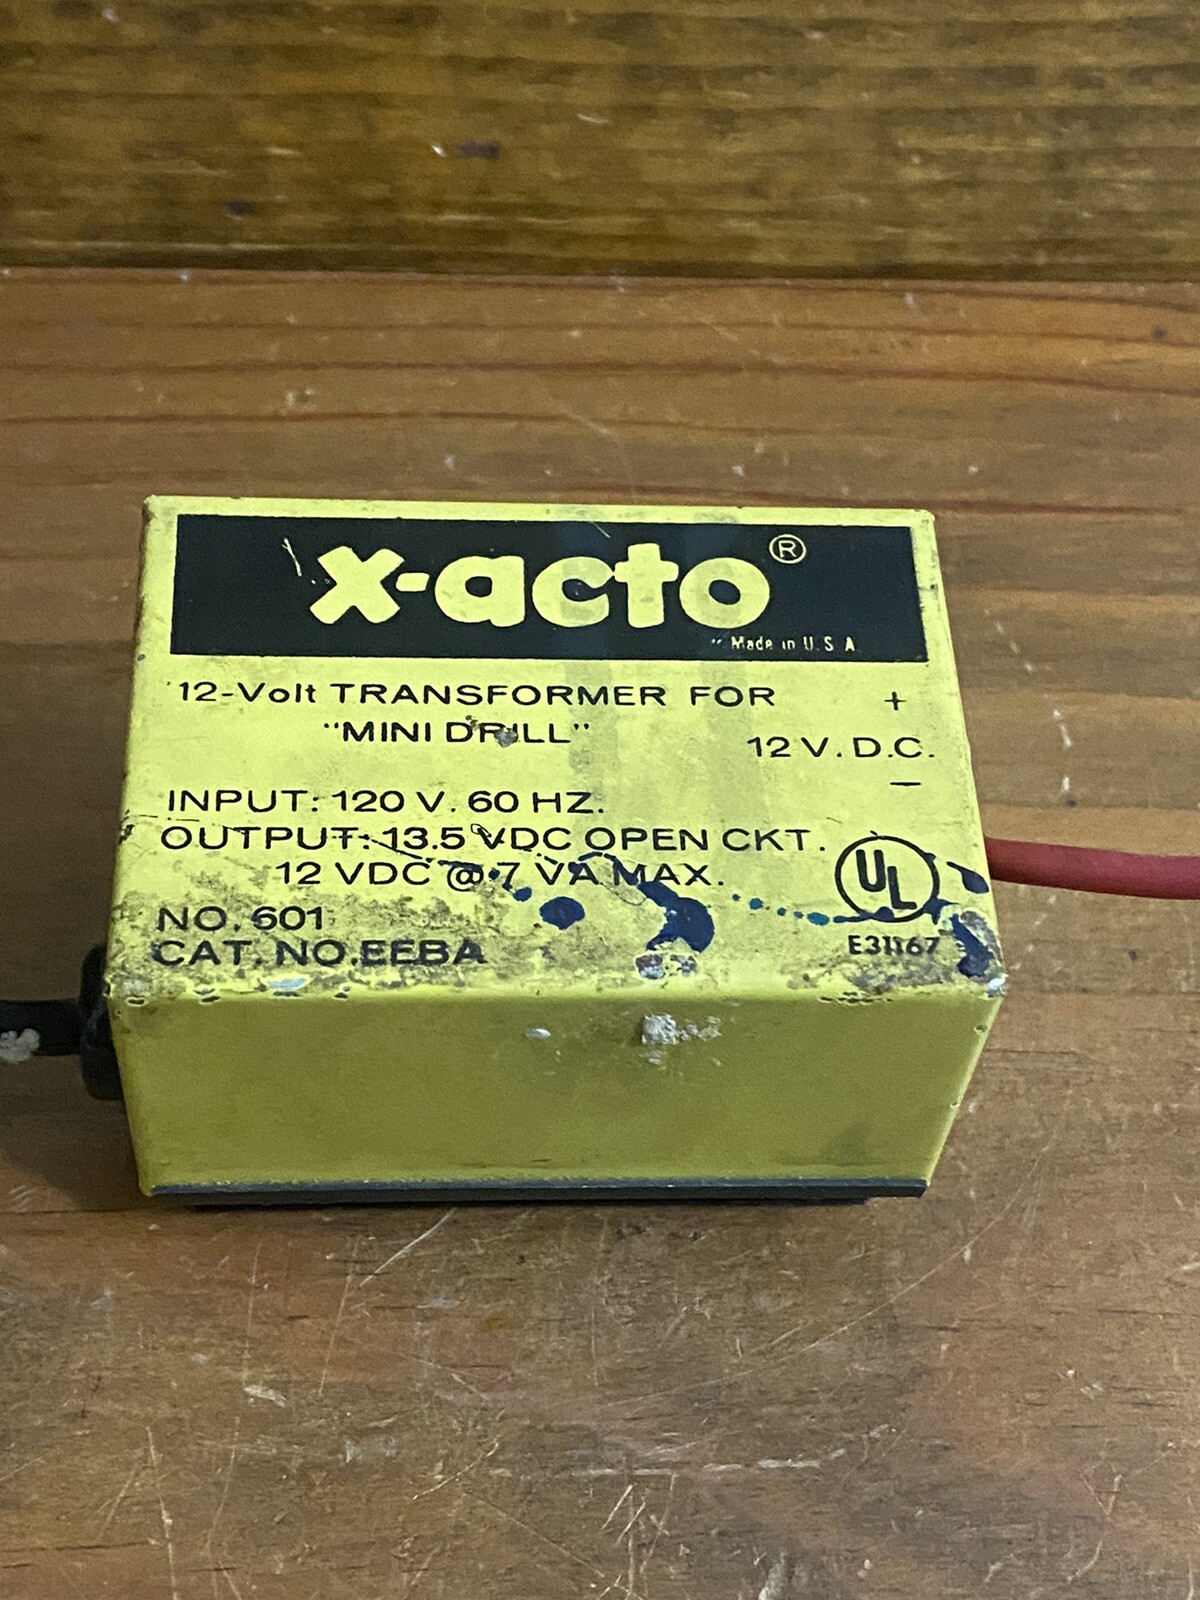 x-acto®
Made in U.S.A.
12-Volt TRANSFORMER FOR
"MINI DRILL"
+
12 V.D.C.
−
INPUT: 120 V. 60 HZ.
OUTPUT: 13.5 VDC OPEN CKT.
12 VDC @ 7 VA MAX.
UL
NO. 601
CAT. NO. EEBA
E31167